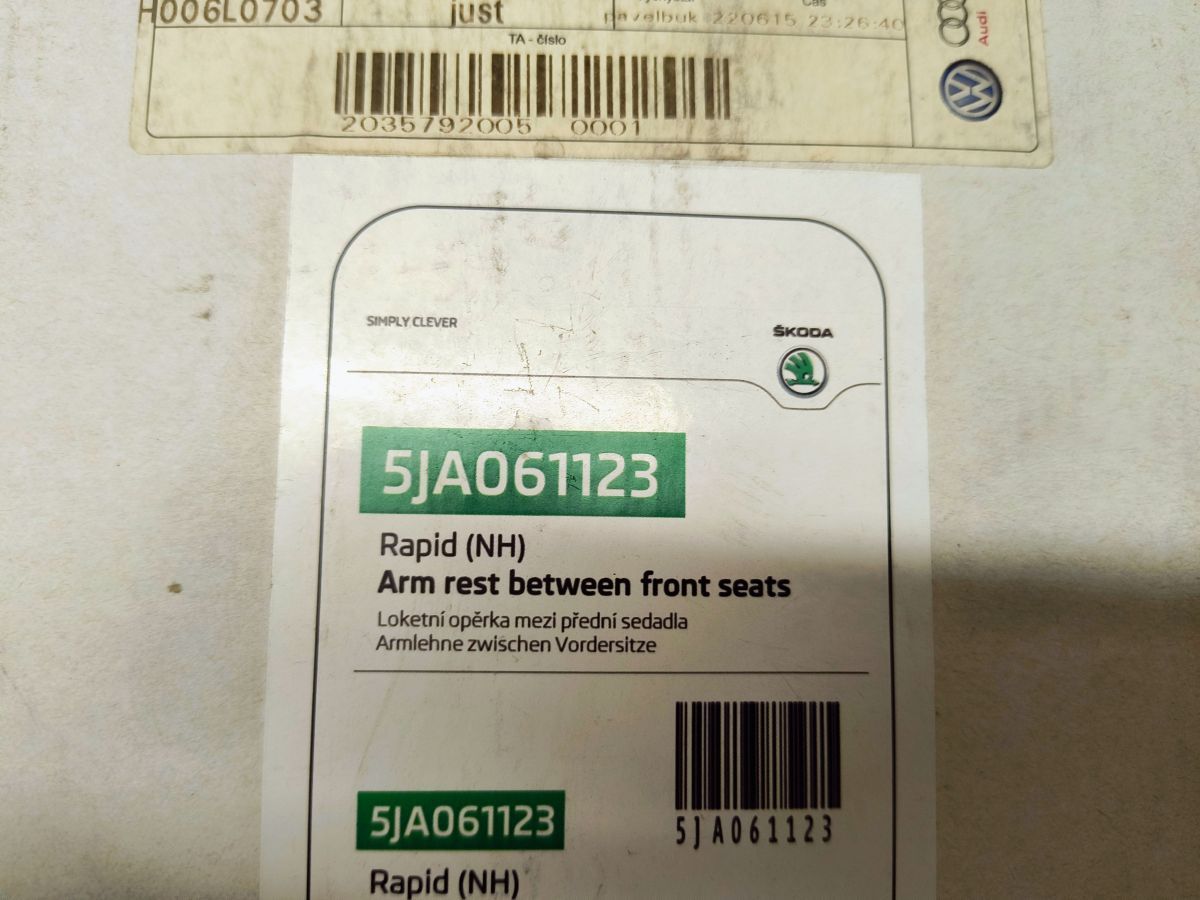 H006L0703 just pavelbuk 220615 23:26:40
Audi
TA - číslo
2035792005 0001
SIMPLY CLEVER
ŠKODA
5JA061123
Rapid (NH)
Arm rest between front seats
Loketní opěrka mezi přední sedadla
Armlehne zwischen Vordersitze
5JA061123
5JA061123
Rapid (NH)